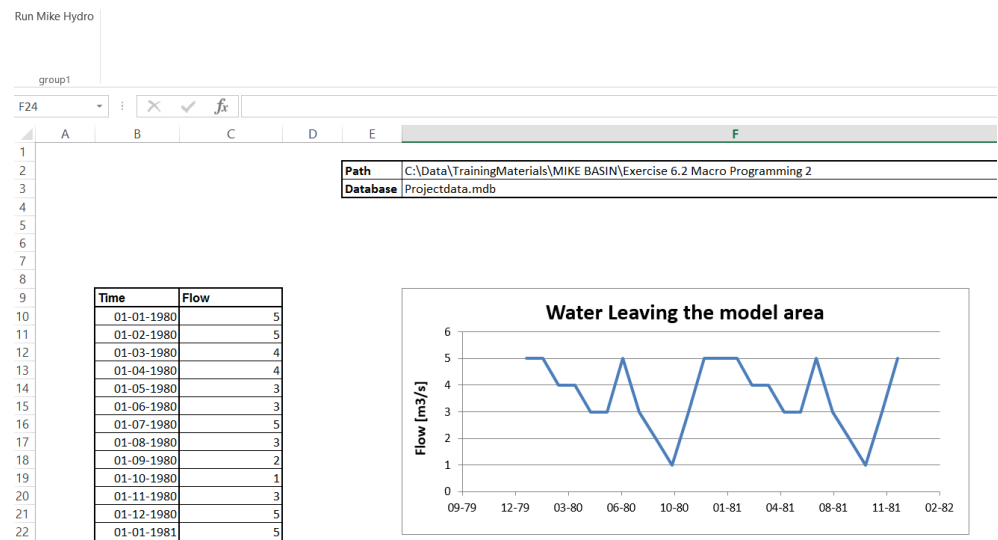 Run Mike Hydro
group1
F24 fx
A B C D E F
1
2 Path C:\Data\TrainingMaterials\MIKE BASIN\Exercise 6.2 Macro Programming 2
3 Database Projectdata.mdb
4
5
6
7
8
9 Time Flow
10 01-01-1980 5
11 01-02-1980 5
12 01-03-1980 4
13 01-04-1980 4
14 01-05-1980 3
15 01-06-1980 3
16 01-07-1980 5
17 01-08-1980 3
18 01-09-1980 2
19 01-10-1980 1
20 01-11-1980 3
21 01-12-1980 5
22 01-01-1981 5
Water Leaving the model area
Flow [m3/s]
6
5
4
3
2
1
0
09-79 12-79 03-80 06-80 10-80 01-81 04-81 08-81 11-81 02-82